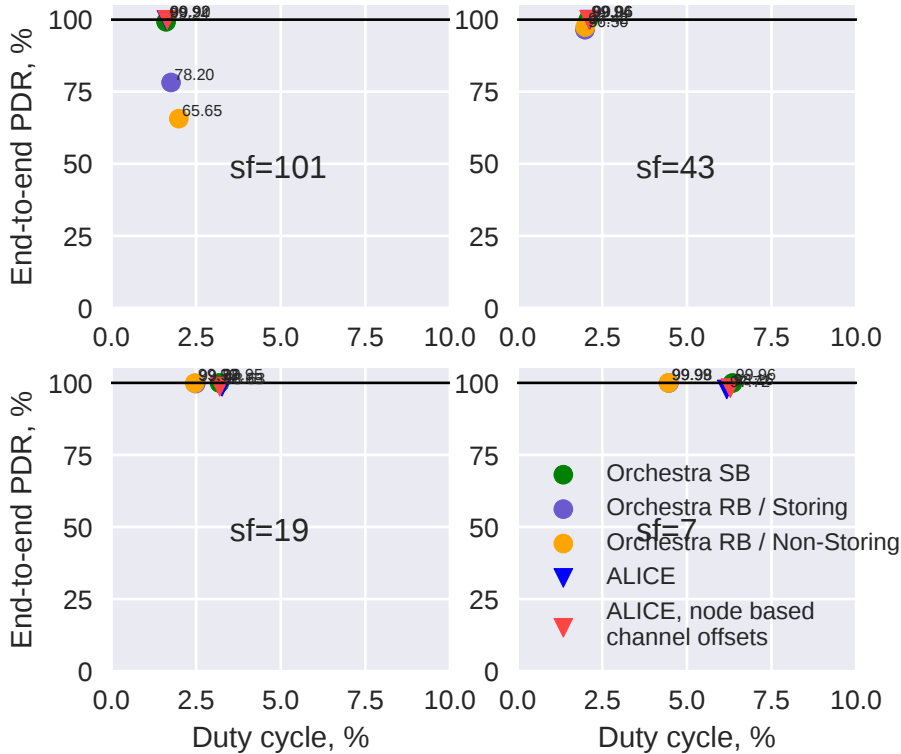 End-to-end PDR, %
100
75
50
25
0
0.0 2.5 5.0 7.5 10.0
78.20
65.65
sf=101
100
75
50
25
0
0.0 2.5 5.0 7.5 10.0
sf=43
End-to-end PDR, %
100
75
50
25
0
0.0 2.5 5.0 7.5 10.0
Duty cycle, %
sf=19
100
75
50
25
0
0.0 2.5 5.0 7.5 10.0
Duty cycle, %
99.98
99.96
sf=7
Orchestra SB
Orchestra RB / Storing
Orchestra RB / Non-Storing
ALICE
ALICE, node based
channel offsets